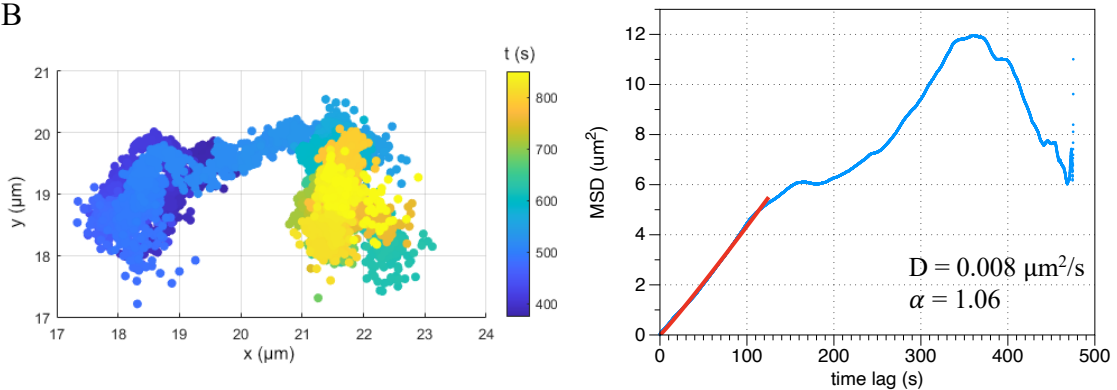 B
t (s)
21
20
19
18
17
y (μm)
17 18 19 20 21 22 23 24
x (μm)
800
700
600
500
400
12
10
8
6
4
2
0
MSD (um²)
D = 0.008 μm²/s
α = 1.06
0 100 200 300 400 500
time lag (s)